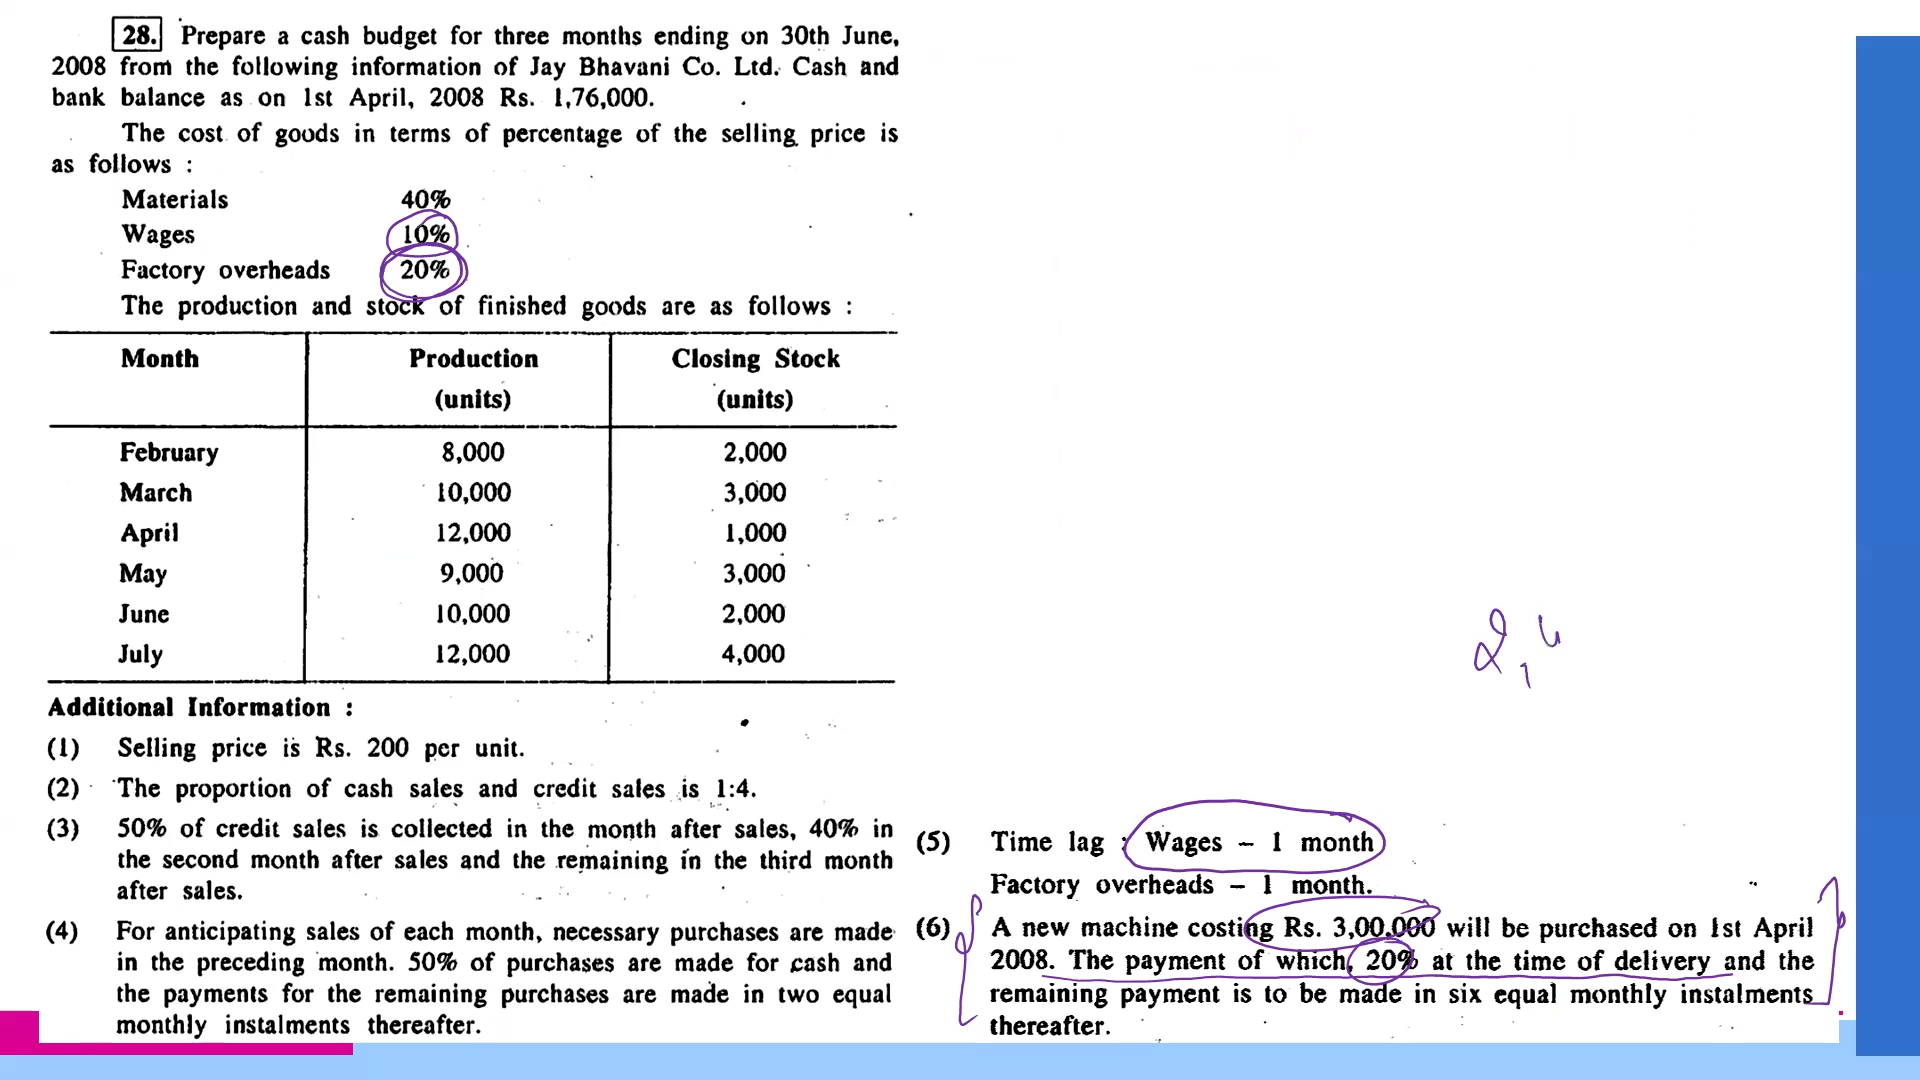 28. Prepare a cash budget for three months ending on 30th June,
2008 from the following information of Jay Bhavani Co. Ltd. Cash and
bank balance as on 1st April, 2008 Rs. 1,76,000.
The cost of goods in terms of percentage of the selling price is
as follows :
Materials 40%
Wages 10%
Factory overheads 20%
The production and stock of finished goods are as follows :
Month Production Closing Stock
(units) (units)
February 8,000 2,000
March 10,000 3,000
April 12,000 1,000
May 9,000 3,000
June 10,000 2,000
July 12,000 4,000
Additional Information :
(1) Selling price is Rs. 200 per unit.
(2) The proportion of cash sales and credit sales is 1:4.
(3) 50% of credit sales is collected in the month after sales, 40% in
the second month after sales and the remaining in the third month
after sales.
(4) For anticipating sales of each month, necessary purchases are made
in the preceding month. 50% of purchases are made for cash and
the payments for the remaining purchases are made in two equal
monthly instalments thereafter.
2,4
(5) Time lag : Wages – 1 month
Factory overheads – 1 month.
(6) A new machine costing Rs. 3,00,000 will be purchased on 1st April
2008. The payment of which, 20% at the time of delivery and the
remaining payment is to be made in six equal monthly instalments
thereafter.